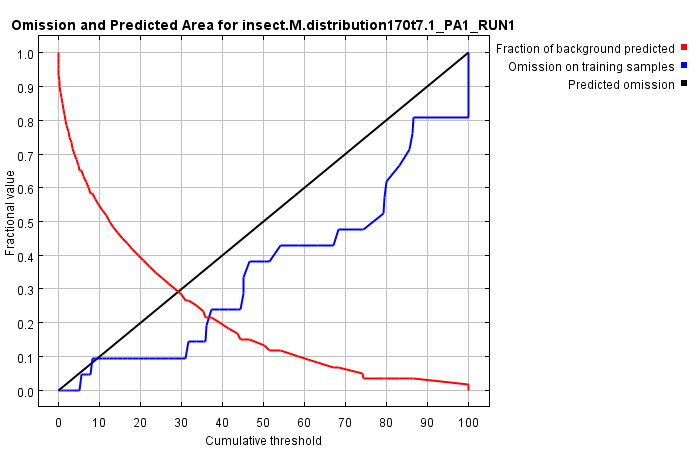 Omission and Predicted Area for insect.M.distribution170t7.1_PA1_RUN1
Fraction of background predicted
Omission on training samples
Predicted omission
Fractional value
1.0
0.9
0.8
0.7
0.6
0.5
0.4
0.3
0.2
0.1
0.0
0 10 20 30 40 50 60 70 80 90 100
Cumulative threshold